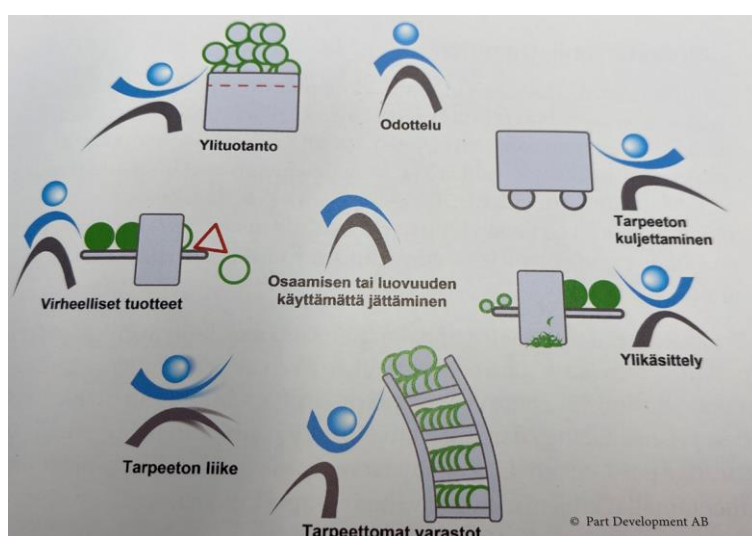 Ylituotanto
Odottelu
Tarpeeton
kuljettaminen
Virheelliset tuotteet
Osaamisen tai luovuuden
käyttämättä jättäminen
Ylikäsittely
Tarpeeton liike
Tarpeettomat varastot
© Part Development AB